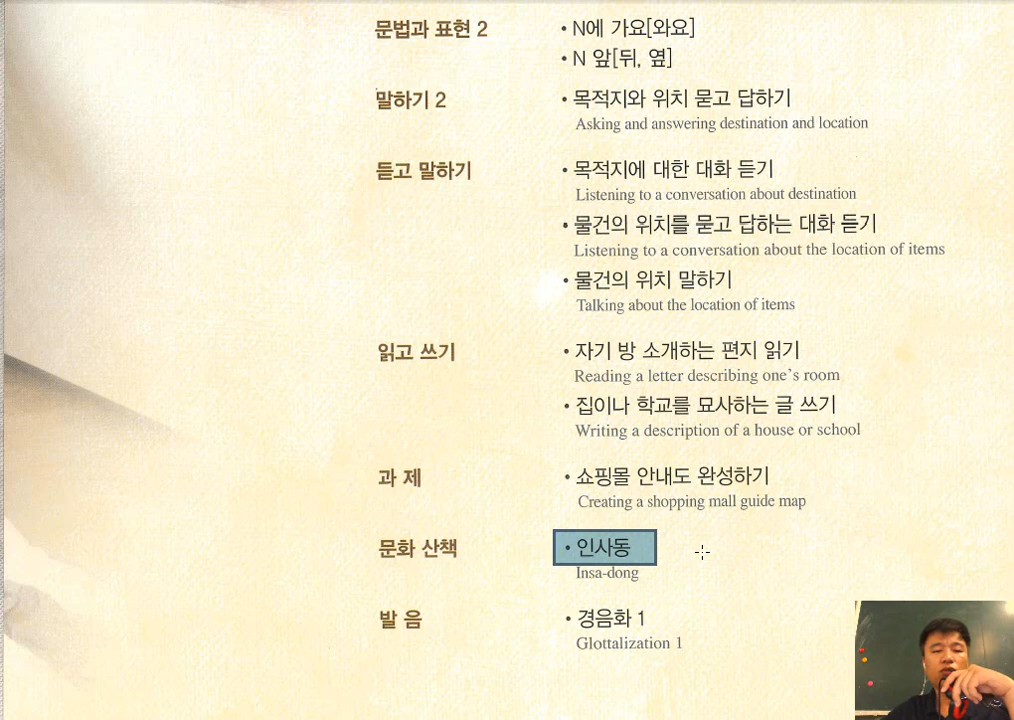 문법과 표현 2
• N에 가요[와요]
• N 앞[뒤, 옆]
말하기 2
• 목적지와 위치 묻고 답하기
Asking and answering destination and location
듣고 말하기
• 목적지에 대한 대화 듣기
Listening to a conversation about destination
• 물건의 위치를 묻고 답하는 대화 듣기
Listening to a conversation about the location of items
• 물건의 위치 말하기
Talking about the location of items
읽고 쓰기
• 자기 방 소개하는 편지 읽기
Reading a letter describing one's room
• 집이나 학교를 묘사하는 글 쓰기
Writing a description of a house or school
과 제
• 쇼핑몰 안내도 완성하기
Creating a shopping mall guide map
문화 산책
• 인사동
Insa-dong
발 음
• 경음화 1
Glottalization 1